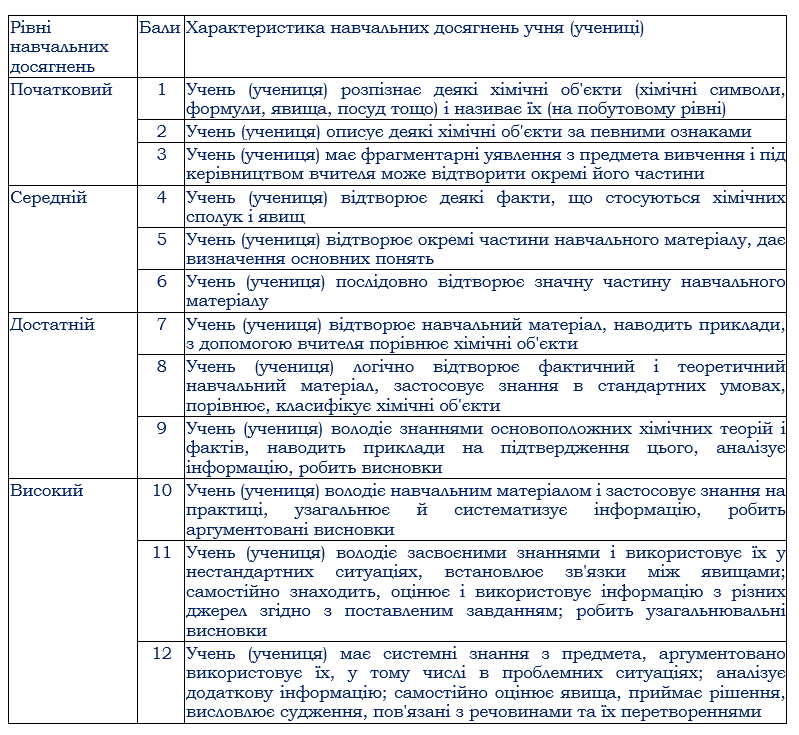 Рівні
навчальних
досягнень
Бали
Характеристика навчальних досягнень учня (учениці)
Початковий
1
Учень (учениця) розпізнає деякі хімічні об'єкти (хімічні символи,
формули, явища, посуд тощо) і називає їх (на побутовому рівні)
2
Учень (учениця) описує деякі хімічні об'єкти за певними ознаками
3
Учень (учениця) має фрагментарні уявлення з предмета вивчення і під
керівництвом вчителя може відтворити окремі його частини
Середній
4
Учень (учениця) відтворює деякі факти, що стосуються хімічних
сполук і явищ
5
Учень (учениця) відтворює окремі частини навчального матеріалу, дає
визначення основних понять
6
Учень (учениця) послідовно відтворює значну частину навчального
матеріалу
Достатній
7
Учень (учениця) відтворює навчальний матеріал, наводить приклади,
з допомогою вчителя порівнює хімічні об'єкти
8
Учень (учениця) логічно відтворює фактичний і теоретичний
навчальний матеріал, застосовує знання в стандартних умовах,
порівнює, класифікує хімічні об'єкти
9
Учень (учениця) володіє знаннями основоположних хімічних теорій і
фактів, наводить приклади на підтвердження цього, аналізує
інформацію, робить висновки
Високий
10
Учень (учениця) володіє навчальним матеріалом і застосовує знання на
практиці, узагальнює й систематизує інформацію, робить
аргументовані висновки
11
Учень (учениця) володіє засвоєними знаннями і використовує їх у
нестандартних ситуаціях, встановлює зв'язки між явищами;
самостійно знаходить, оцінює і використовує інформацію з різних
джерел згідно з поставленим завданням; робить узагальнювальні
висновки
12
Учень (учениця) має системні знання з предмета, аргументовано
використовує їх, у тому числі в проблемних ситуаціях; аналізує
додаткову інформацію; самостійно оцінює явища, приймає рішення,
висловлює судження, пов'язані з речовинами та їх перетвореннями